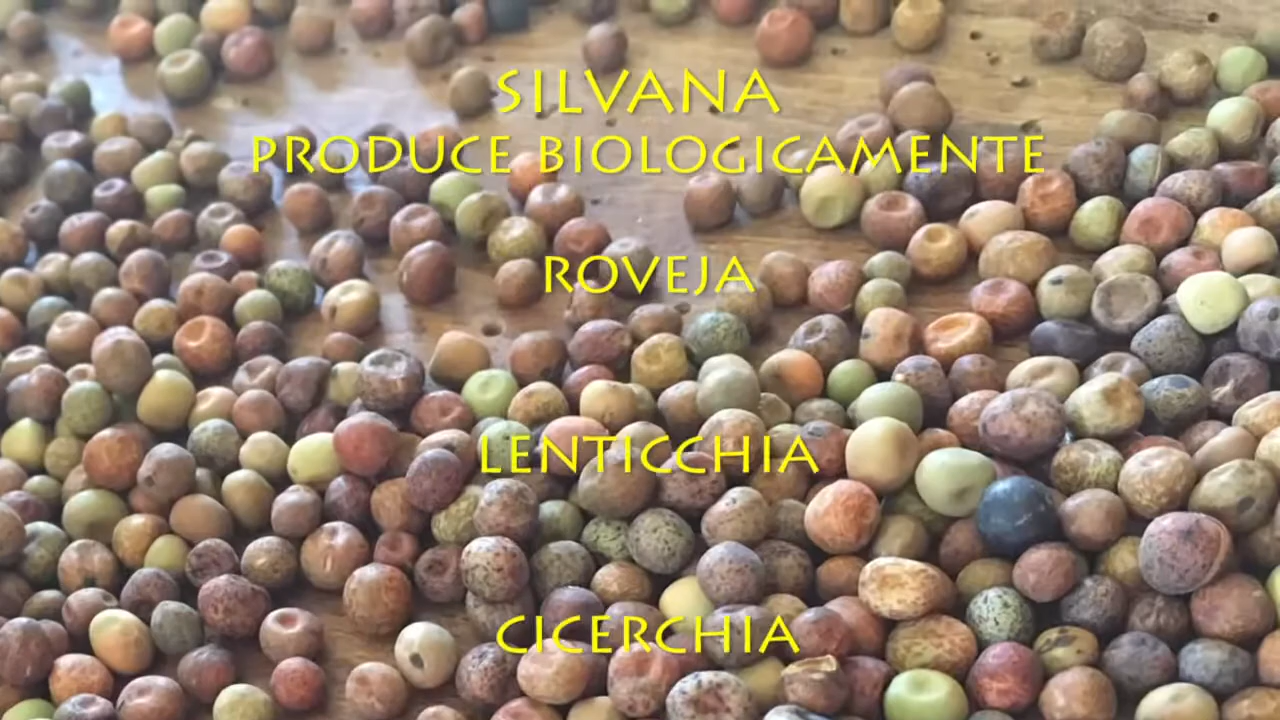 SILVANA
PRODUCE BIOLOGICAMENTE
ROVEJA
LENTICCHIA
CICERCHIA